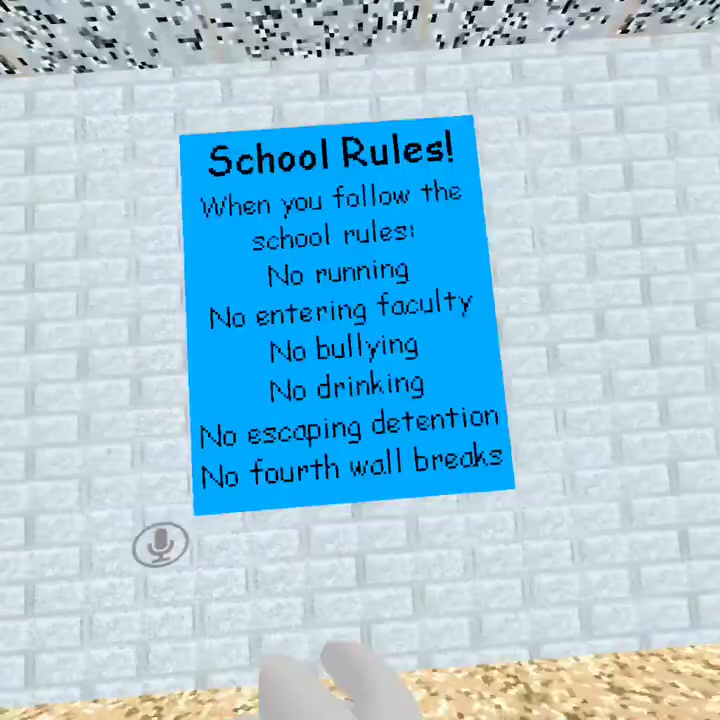 School Rules!
When you follow the
school rules:
No running
No entering faculty
No bullying
No drinking
No escaping detention
No fourth wall breaks